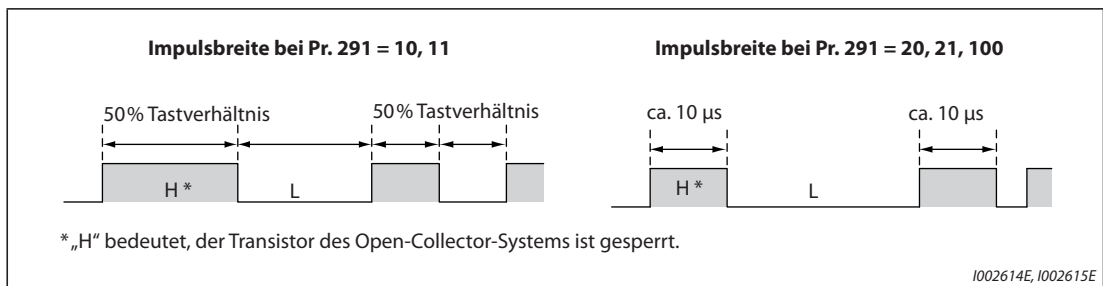 Impulsbreite bei Pr. 291 = 10, 11
50% Tastverhältnis
50% Tastverhältnis
H *
L
Impulsbreite bei Pr. 291 = 20, 21, 100
ca. 10 μs
ca. 10 μs
H *
L
* „H“ bedeutet, der Transistor des Open-Collector-Systems ist gesperrt.
I002614E, I002615E